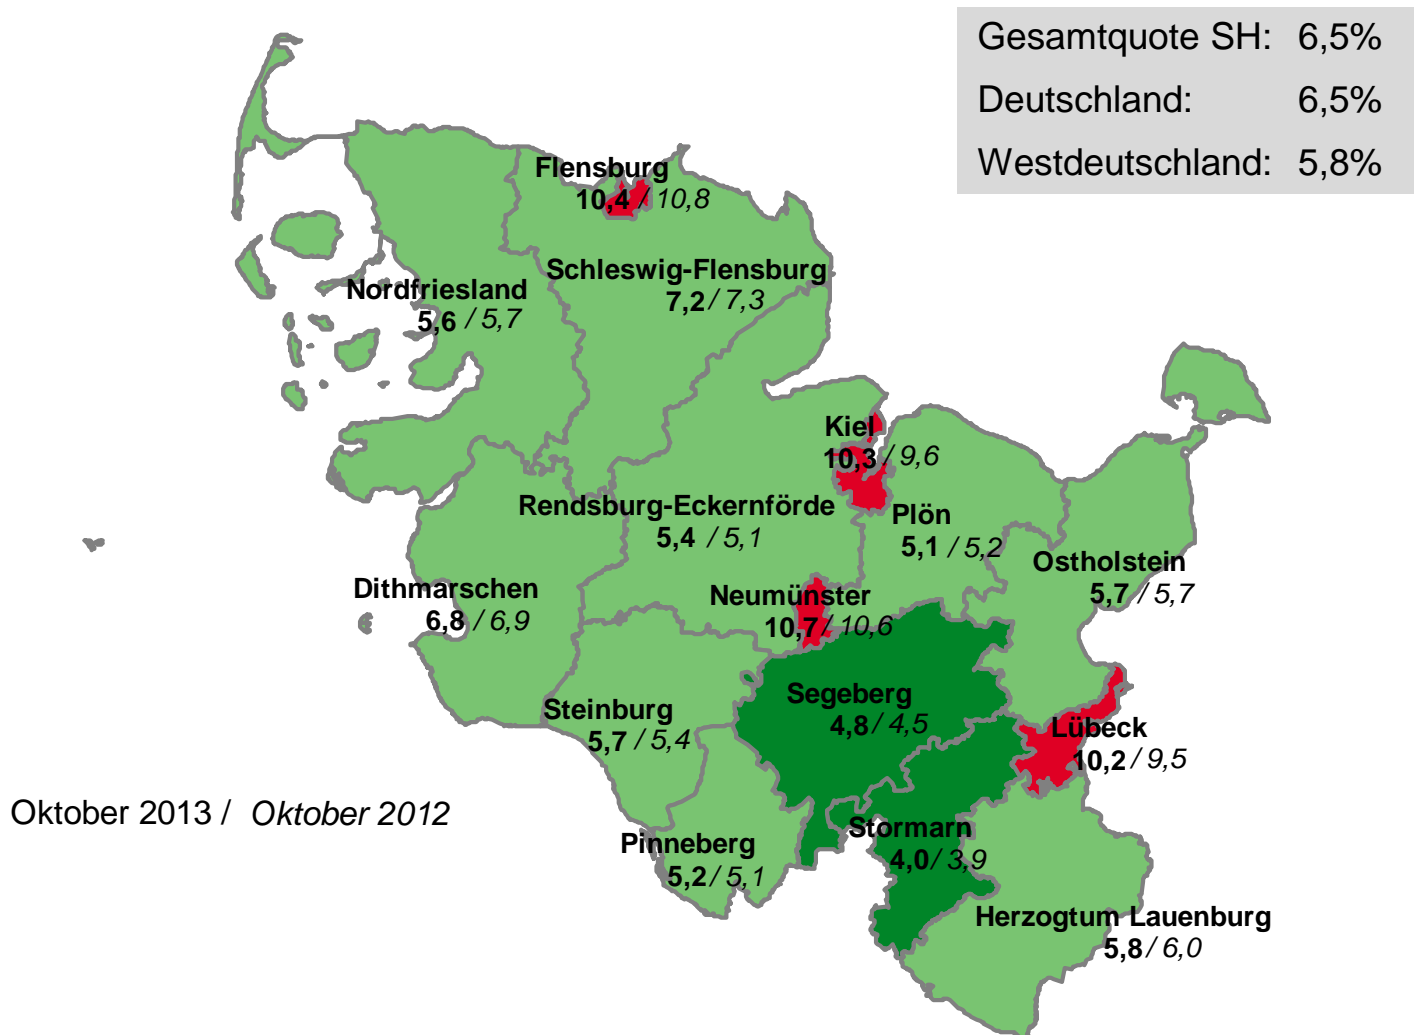 Gesamtquote SH: 6,5%
Deutschland: 6,5%
Westdeutschland: 5,8%
Flensburg
10,4 / 10,8
Schleswig-Flensburg
7,2 / 7,3
Nordfriesland
5,6 / 5,7
Kiel
10,3 / 9,6
Rendsburg-Eckernförde
5,4 / 5,1
Plön
5,1 / 5,2
Ostholstein
5,7 / 5,7
Dithmarschen
6,8 / 6,9
Neumünster
10,7 / 10,6
Segeberg
4,8 / 4,5
Steinburg
5,7 / 5,4
Lübeck
10,2 / 9,5
Oktober 2013 / Oktober 2012
Stormarn
4,0 / 3,9
Pinneberg
5,2 / 5,1
Herzogtum Lauenburg
5,8 / 6,0